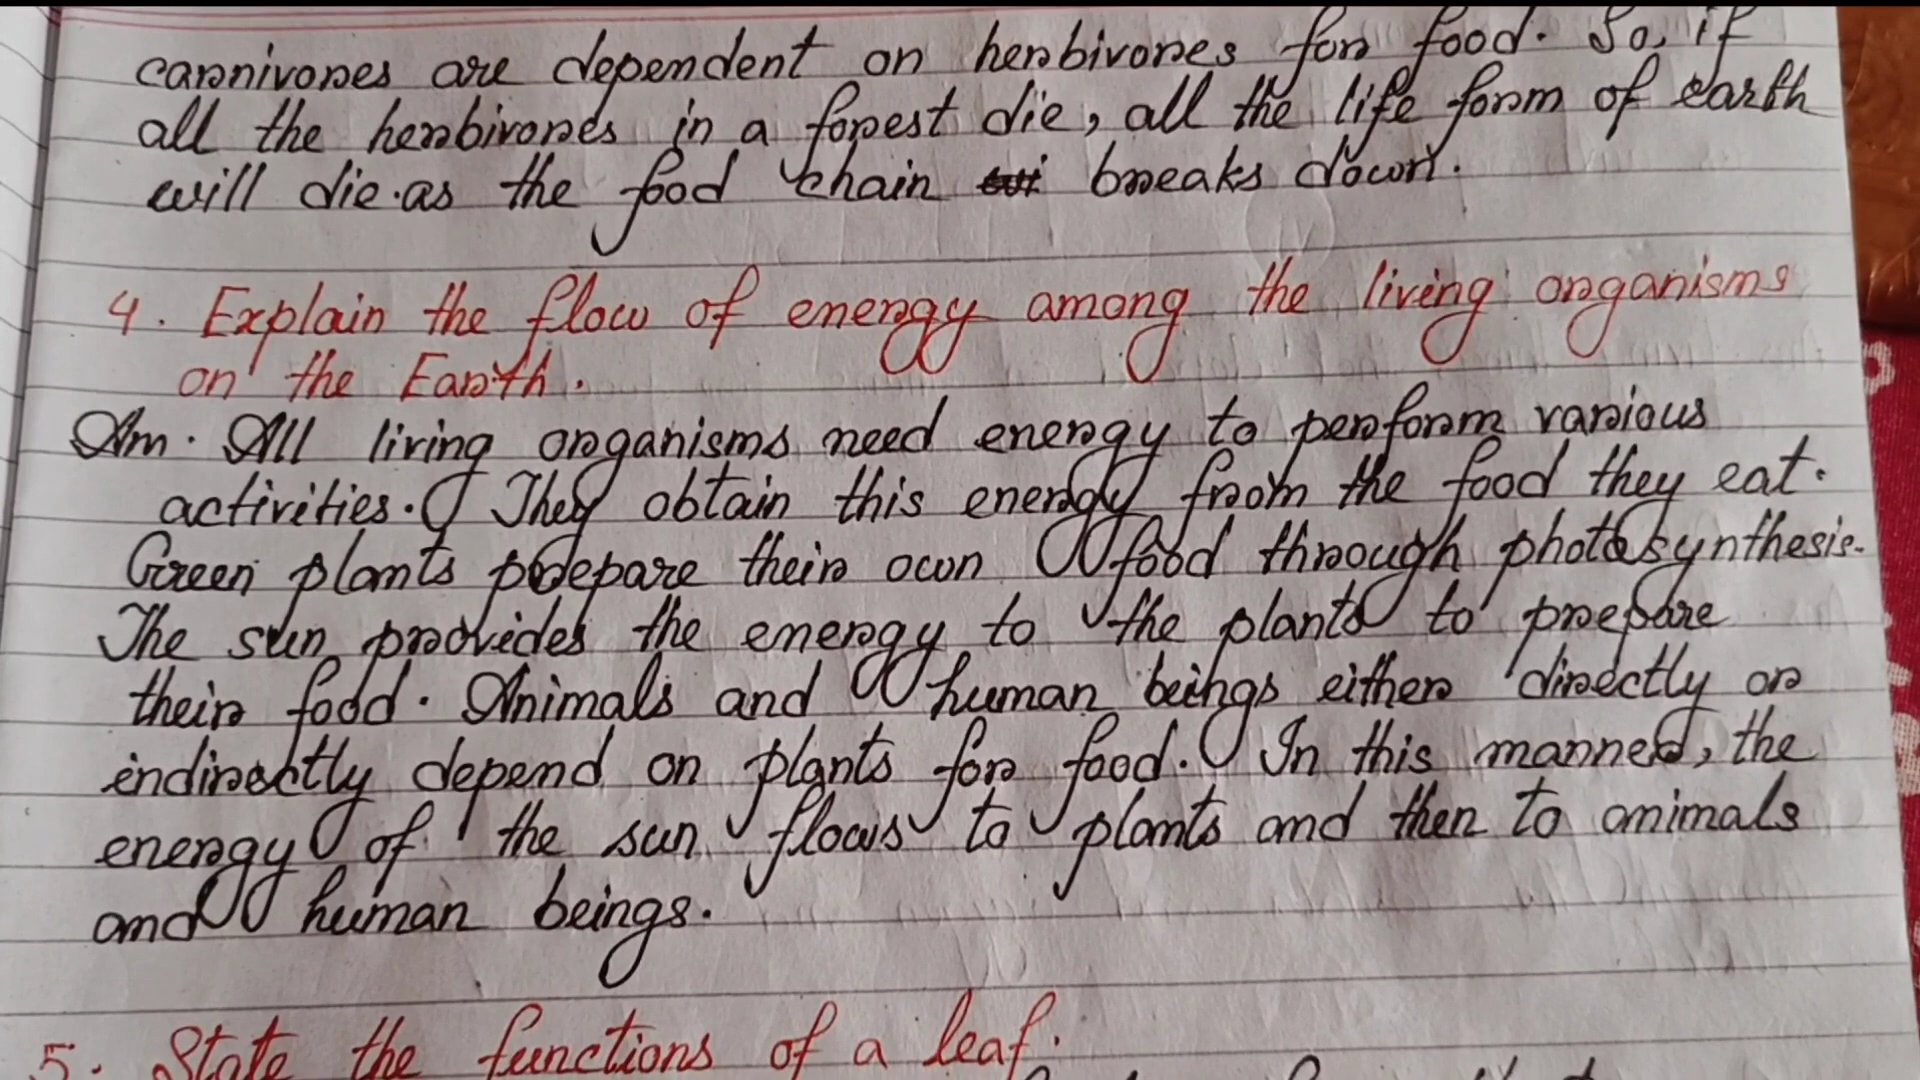 carnivores are dependent on herbivores for food. So, if
all the herbivores in a forest die, all the life form of earth
will die as the food chain breaks down.
4. Explain the flow of energy among the living organisms
on the Earth.
Ans. All living organisms need energy to perform various
activities. They obtain this energy from the food they eat.
Green plants prepare their own food through photosynthesis.
The sun provides the energy to the plants to prepare
their food. Animals and human beings either directly or
indirectly depend on plants for food. In this manner, the
energy of the sun flows to plants and then to animals
and human beings.
5. State the functions of a leaf.